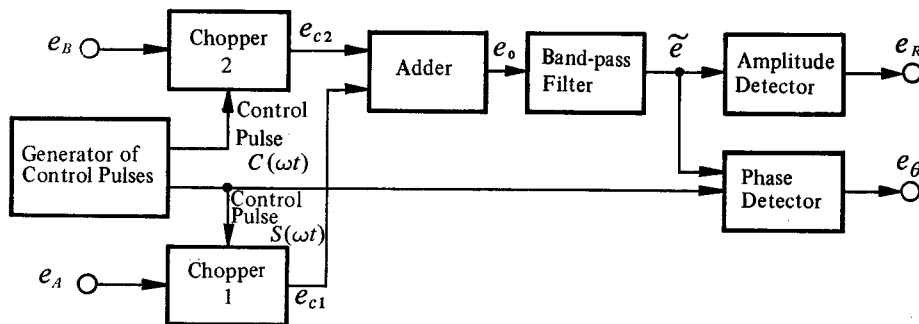 e_B
Chopper
2
e_c2
Adder
e_o
Band-pass
Filter
ẽ
Amplitude
Detector
e_R
Control
Pulse
C(ωt)
Generator of
Control Pulses
Control
Pulse
S(ωt)
Phase
Detector
e_θ
e_A
Chopper
1
e_c1